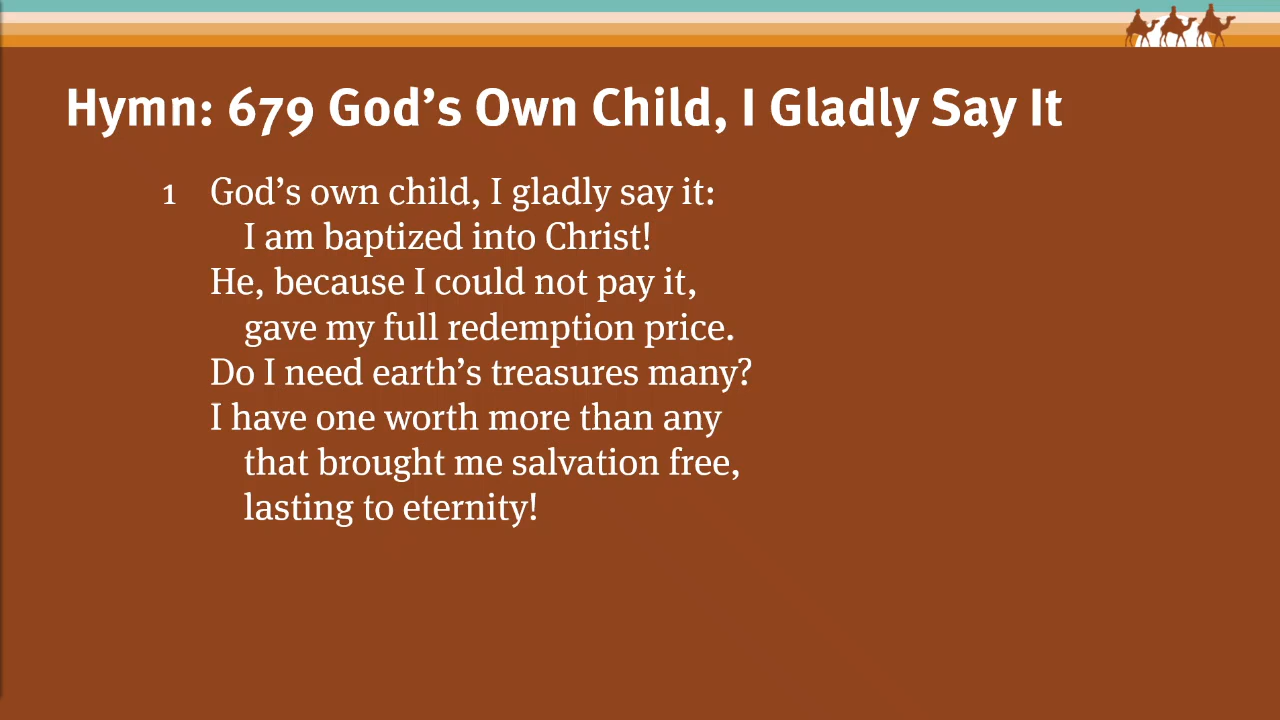 Hymn: 679 God’s Own Child, I Gladly Say It
1 God’s own child, I gladly say it:
I am baptized into Christ!
He, because I could not pay it,
gave my full redemption price.
Do I need earth’s treasures many?
I have one worth more than any
that brought me salvation free,
lasting to eternity!